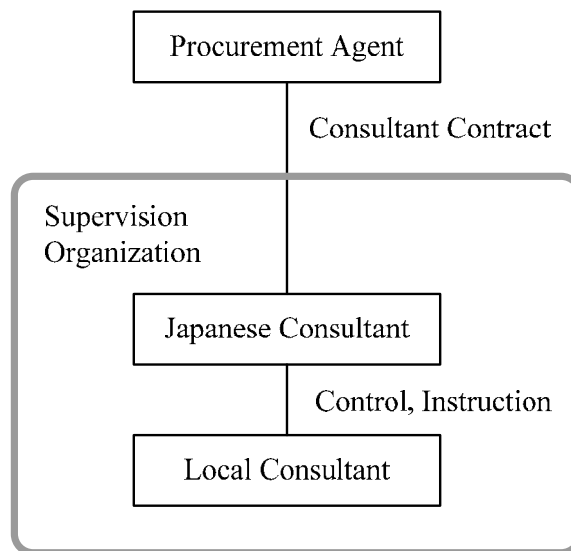 Procurement Agent
Consultant Contract
Supervision
Organization
Japanese Consultant
Control, Instruction
Local Consultant